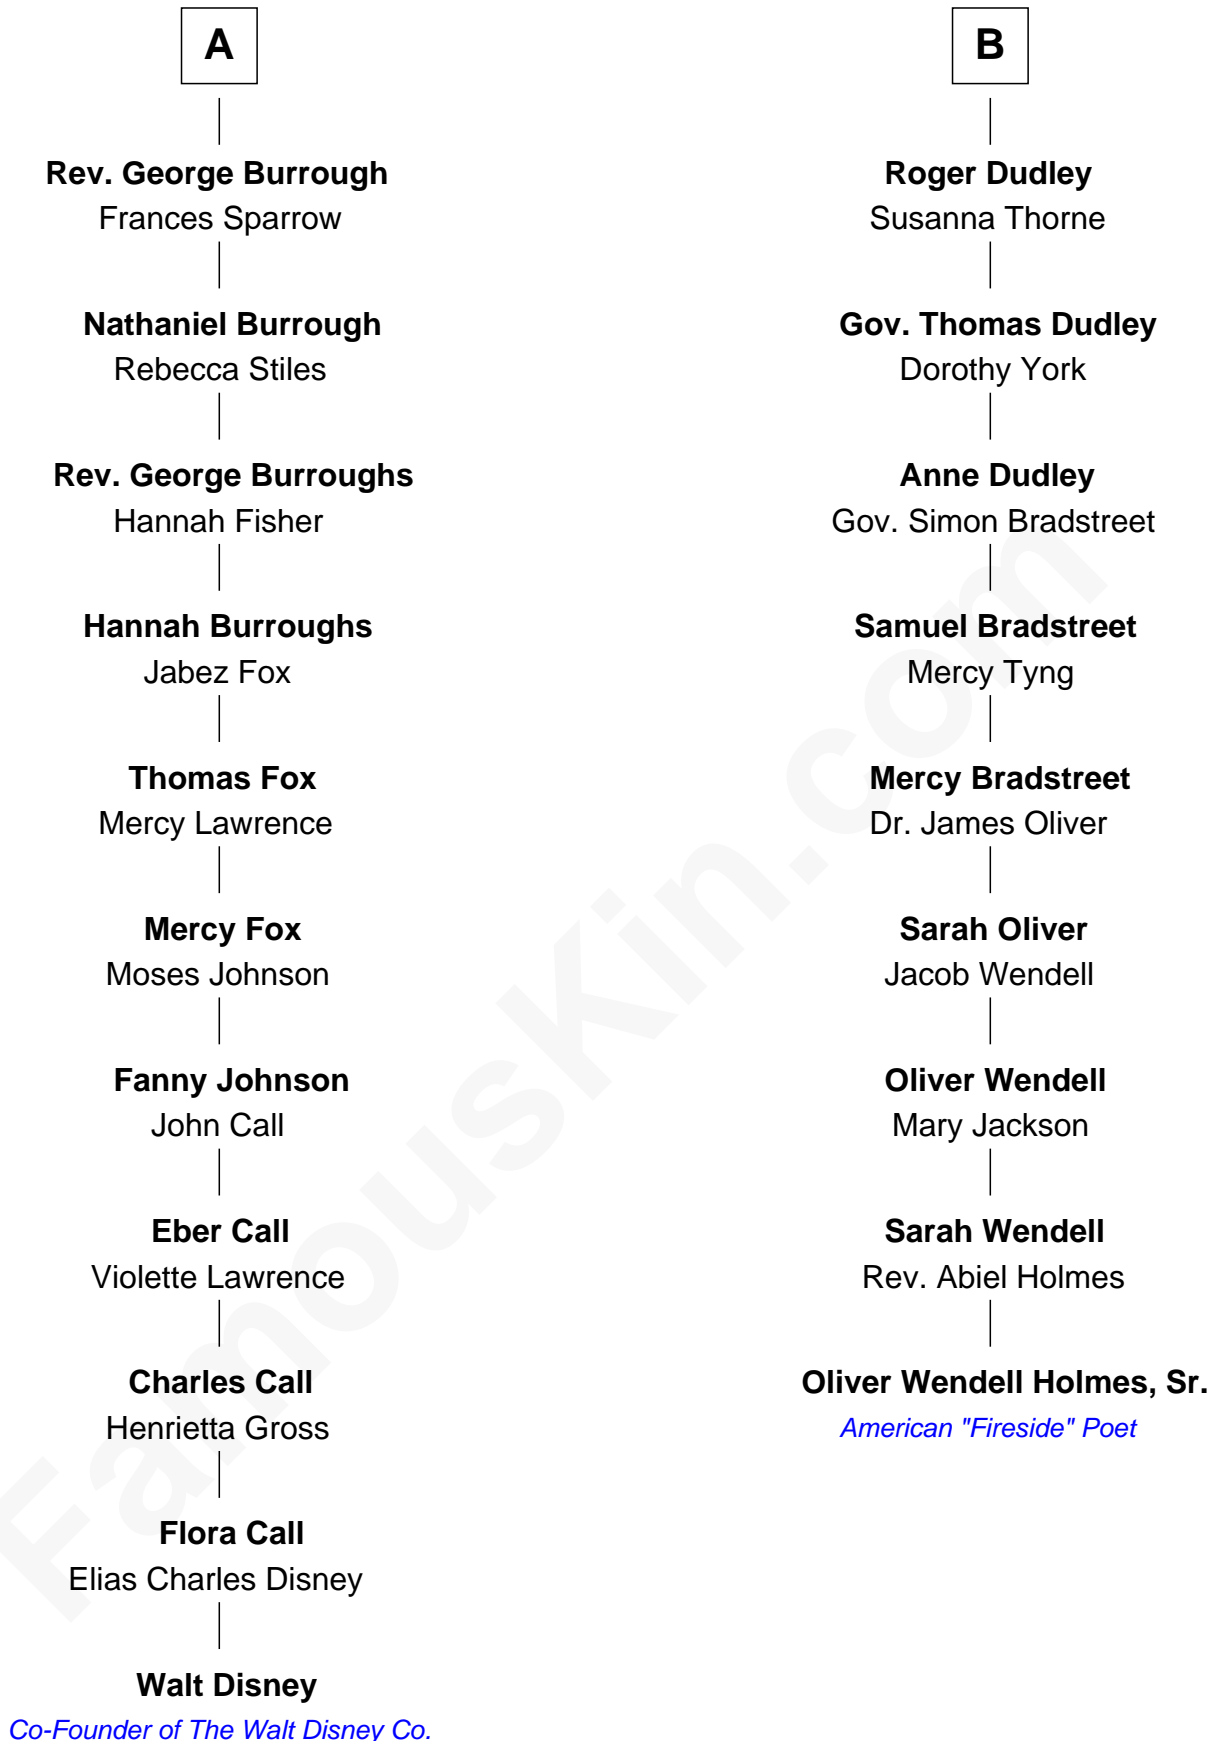 A
Rev. George Burrough
Frances Sparrow
Nathaniel Burrough
Rebecca Stiles
Rev. George Burroughs
Hannah Fisher
Hannah Burroughs
Jabez Fox
Thomas Fox
Mercy Lawrence
Mercy Fox
Moses Johnson
Fanny Johnson
John Call
Eber Call
Violette Lawrence
Charles Call
Henrietta Gross
Flora Call
Elias Charles Disney
Walt Disney
Co-Founder of The Walt Disney Co.
B
Roger Dudley
Susanna Thorne
Gov. Thomas Dudley
Dorothy York
Anne Dudley
Gov. Simon Bradstreet
Samuel Bradstreet
Mercy Tyng
Mercy Bradstreet
Dr. James Oliver
Sarah Oliver
Jacob Wendell
Oliver Wendell
Mary Jackson
Sarah Wendell
Rev. Abiel Holmes
Oliver Wendell Holmes, Sr.
American "Fireside" Poet
FamousKin.com